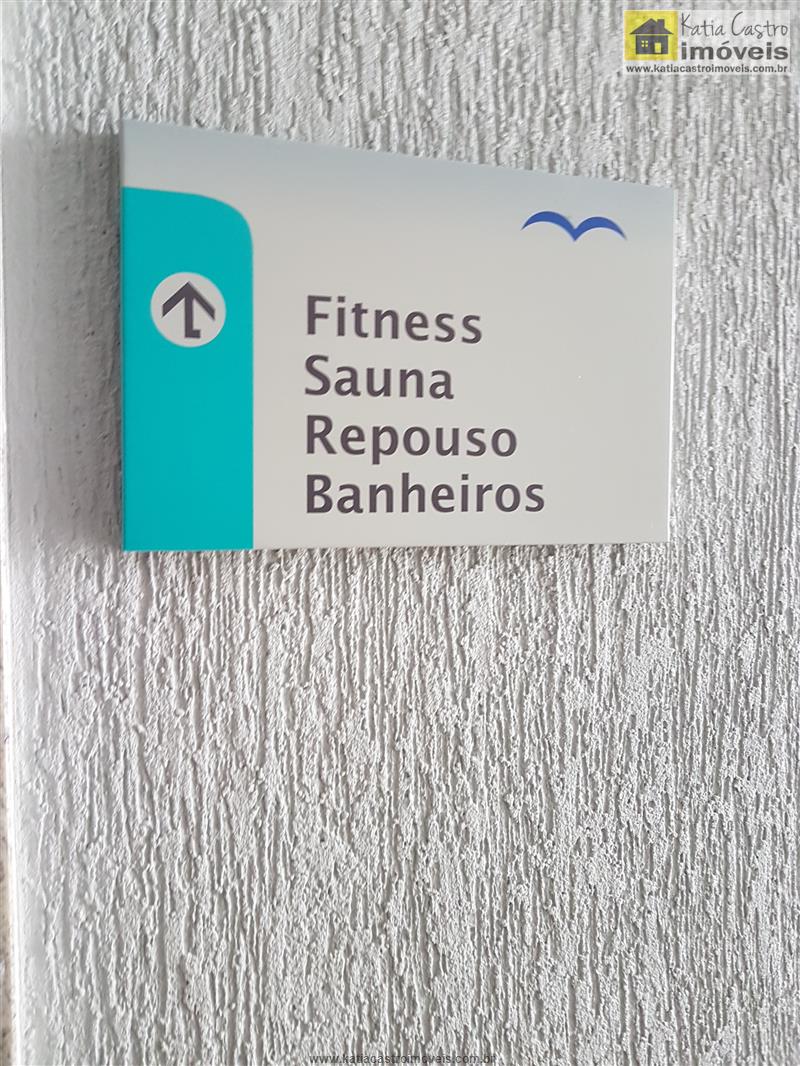 Katia Castro
imóveis
www.katiacastroimoveis.com.br
Fitness
Sauna
Repouso
Banheiros
www.katiacastroimoveis.com.br